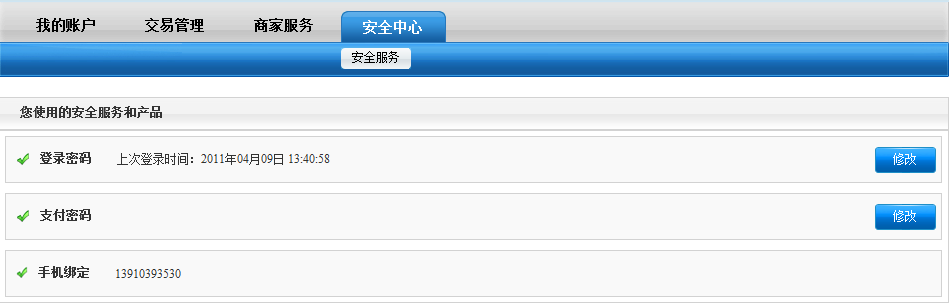 我的账户 交易管理 商家服务 安全中心
安全服务
您使用的安全服务和产品
登录密码 上次登录时间：2011年04月09日 13:40:58 修改
支付密码 修改
手机绑定 13910393530